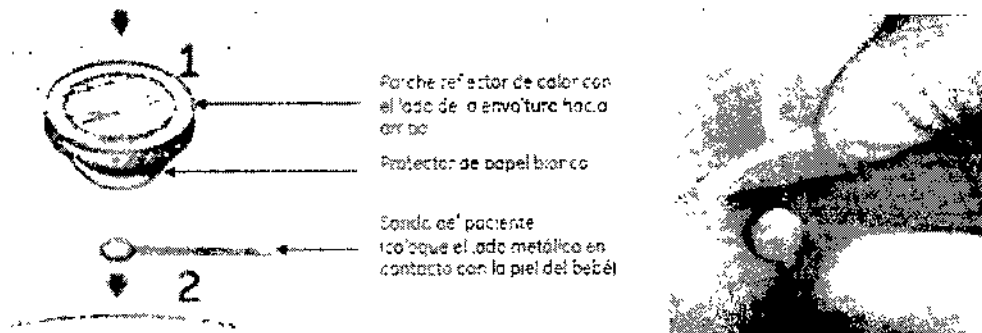 1
Parche reflector de calor con
el lado de la envoltura hacia
arriba
Protector de papel blanco
Sonda del paciente
(coloque el lado metálico en
contacto con la piel del bebé)
2